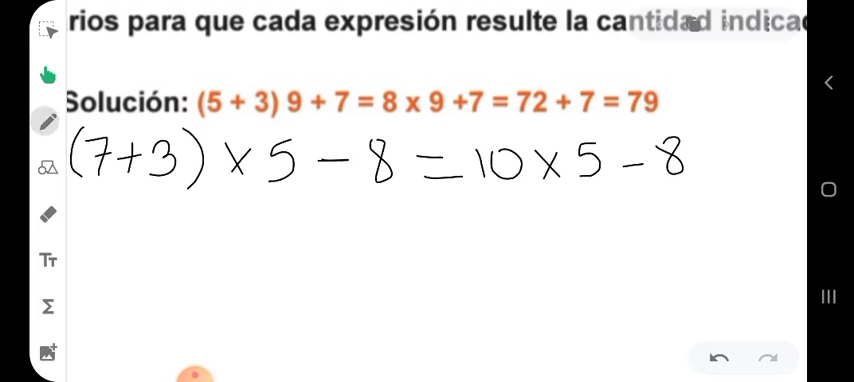 rios para que cada expresión resulte la cantidad indica
Solución: (5 + 3) 9 + 7 = 8 x 9 +7 = 72 + 7 = 79
(7+3) x 5 - 8 = 10 x 5 - 8
TT
Σ